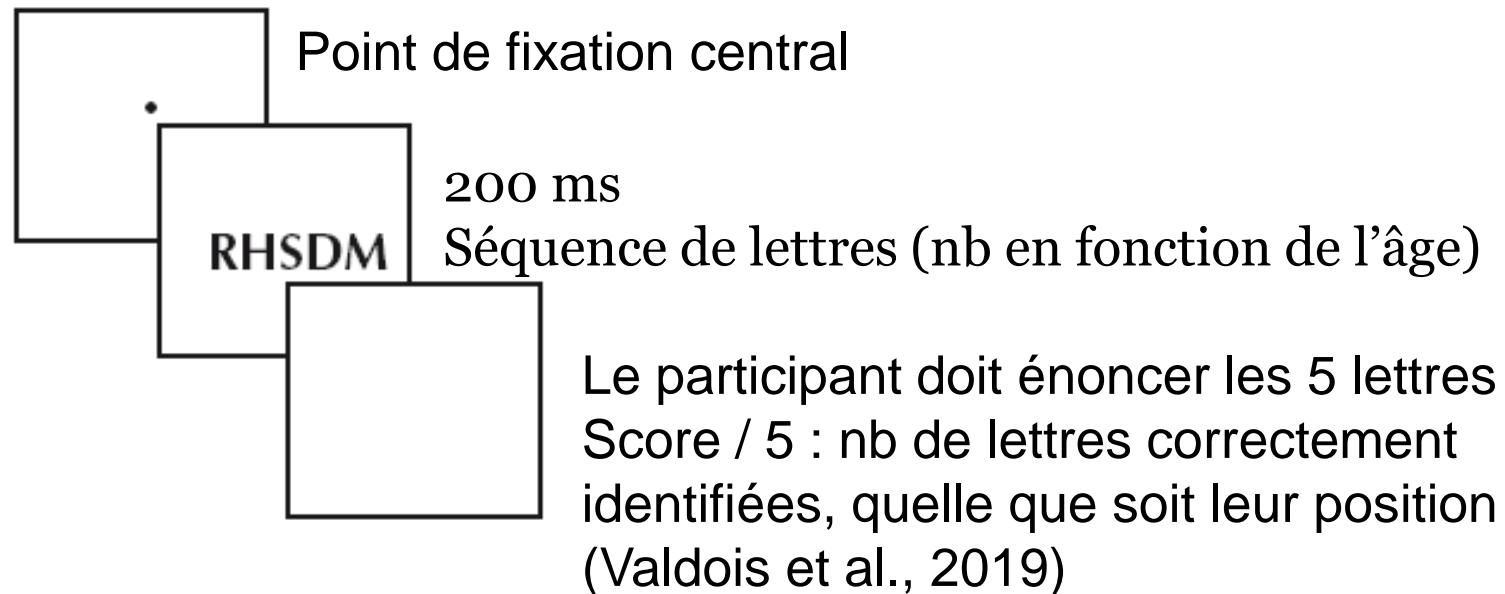 Point de fixation central
200 ms
Séquence de lettres (nb en fonction de l’âge)
RHSDM
Le participant doit énoncer les 5 lettres
Score / 5 : nb de lettres correctement
identifiées, quelle que soit leur position
(Valdois et al., 2019)